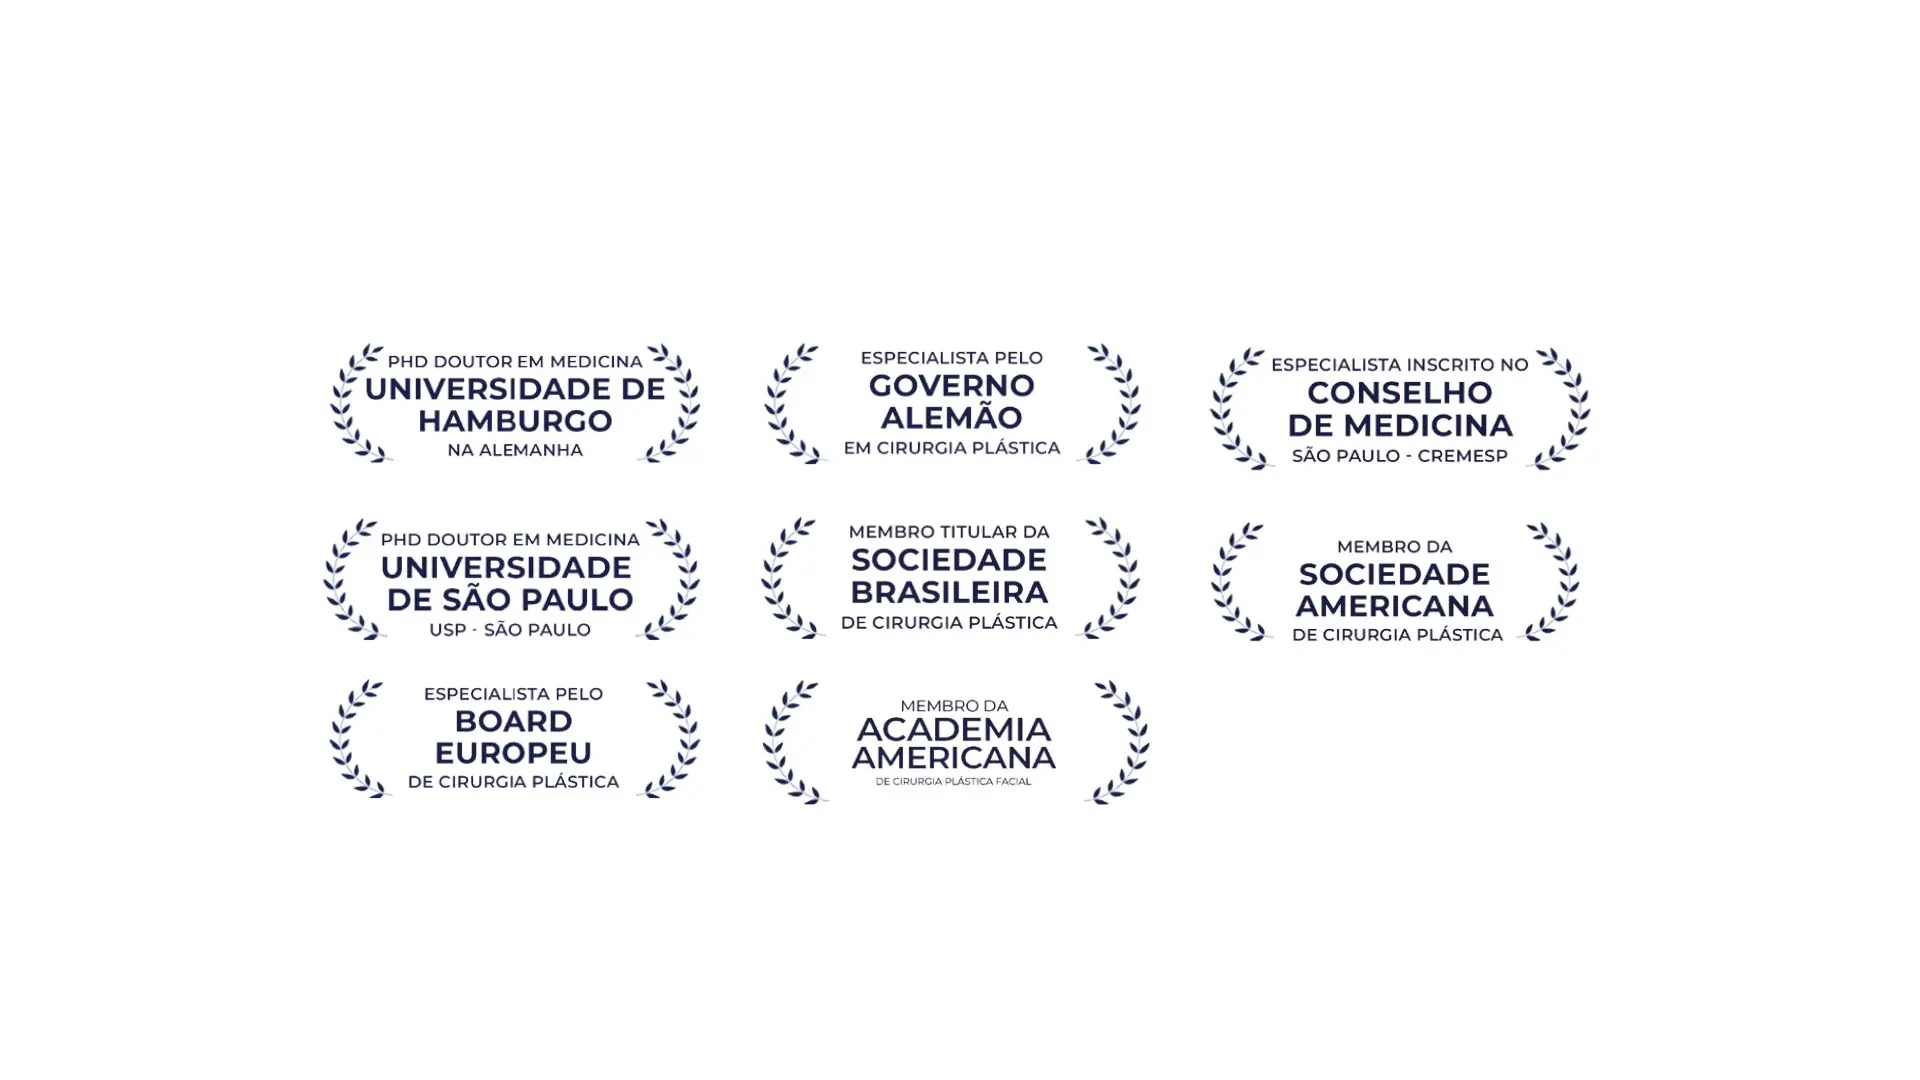 PHD DOUTOR EM MEDICINA
UNIVERSIDADE DE
HAMBURGO
NA ALEMANHA
ESPECIALISTA PELO
GOVERNO
ALEMÃO
EM CIRURGIA PLÁSTICA
ESPECIALISTA INSCRITO NO
CONSELHO
DE MEDICINA
SÃO PAULO - CREMESP
PHD DOUTOR EM MEDICINA
UNIVERSIDADE
DE SÃO PAULO
USP - SÃO PAULO
MEMBRO TITULAR DA
SOCIEDADE
BRASILEIRA
DE CIRURGIA PLÁSTICA
MEMBRO DA
SOCIEDADE
AMERICANA
DE CIRURGIA PLÁSTICA
ESPECIALISTA PELO
BOARD
EUROPEU
DE CIRURGIA PLÁSTICA
MEMBRO DA
ACADEMIA
AMERICANA
DE CIRURGIA PLÁSTICA FACIAL